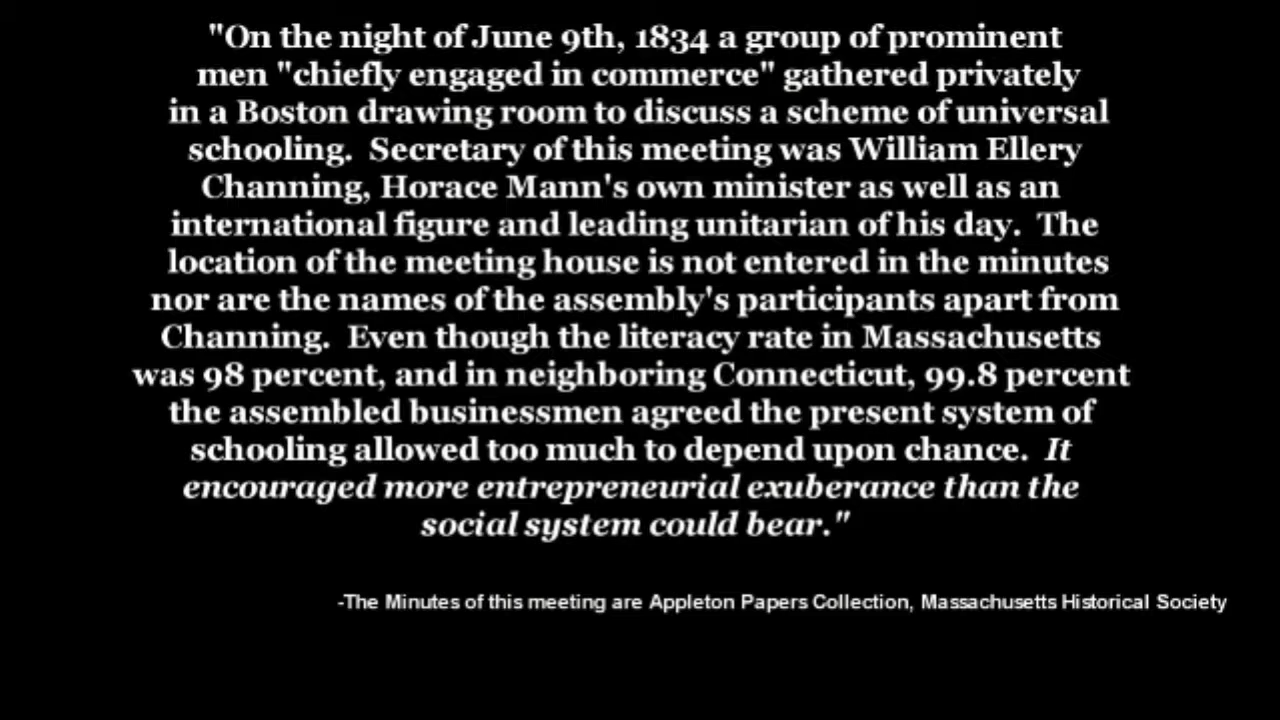 "On the night of June 9th, 1834 a group of prominent
men "chiefly engaged in commerce" gathered privately
in a Boston drawing room to discuss a scheme of universal
schooling.  Secretary of this meeting was William Ellery
Channing, Horace Mann's own minister as well as an
international figure and leading unitarian of his day.  The
location of the meeting house is not entered in the minutes
nor are the names of the assembly's participants apart from
Channing.  Even though the literacy rate in Massachusetts
was 98 percent, and in neighboring Connecticut, 99.8 percent
the assembled businessmen agreed the present system of
schooling allowed too much to depend upon chance.  It
encouraged more entrepreneurial exuberance than the
social system could bear."
-The Minutes of this meeting are Appleton Papers Collection, Massachusetts Historical Society